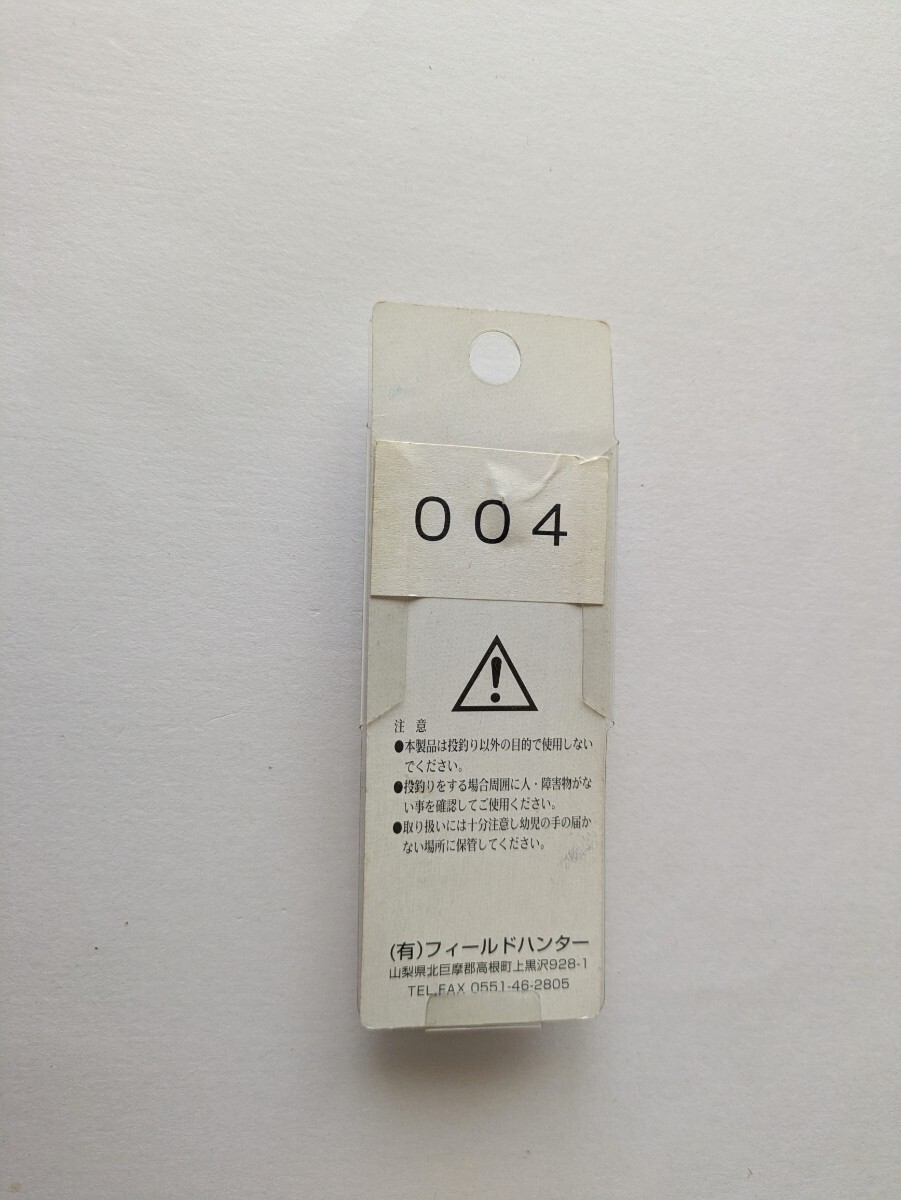 004
注意
●本製品は投釣り以外の目的で使用しない
でください。
●投釣りをする場合周囲に人・障害物がな
い事を確認してご使用ください。
●取り扱いには十分注意し幼児の手の届か
ない場所に保管してください。
(有)フィールドハンター
山梨県北巨摩郡高根町上黒沢928-1
TEL,FAX 0551-46-2805